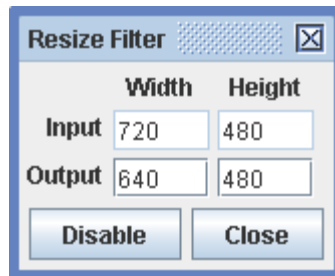 Resize Filter
Width Height
Input 720 480
Output 640 480
Disable Close